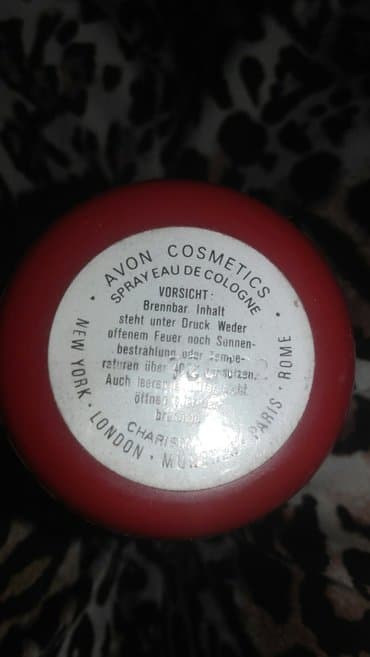 AVON COSMETICS
SPRAY EAU DE COLOGNE
VORSICHT:
Brennbar. Inhalt
steht unter Druck. Weder
offenem Feuer noch Sonnen-
bestrahlung oder Tempe-
raturen über
Auch
öffnen
NEW YORK · LONDON · PARIS · ROME